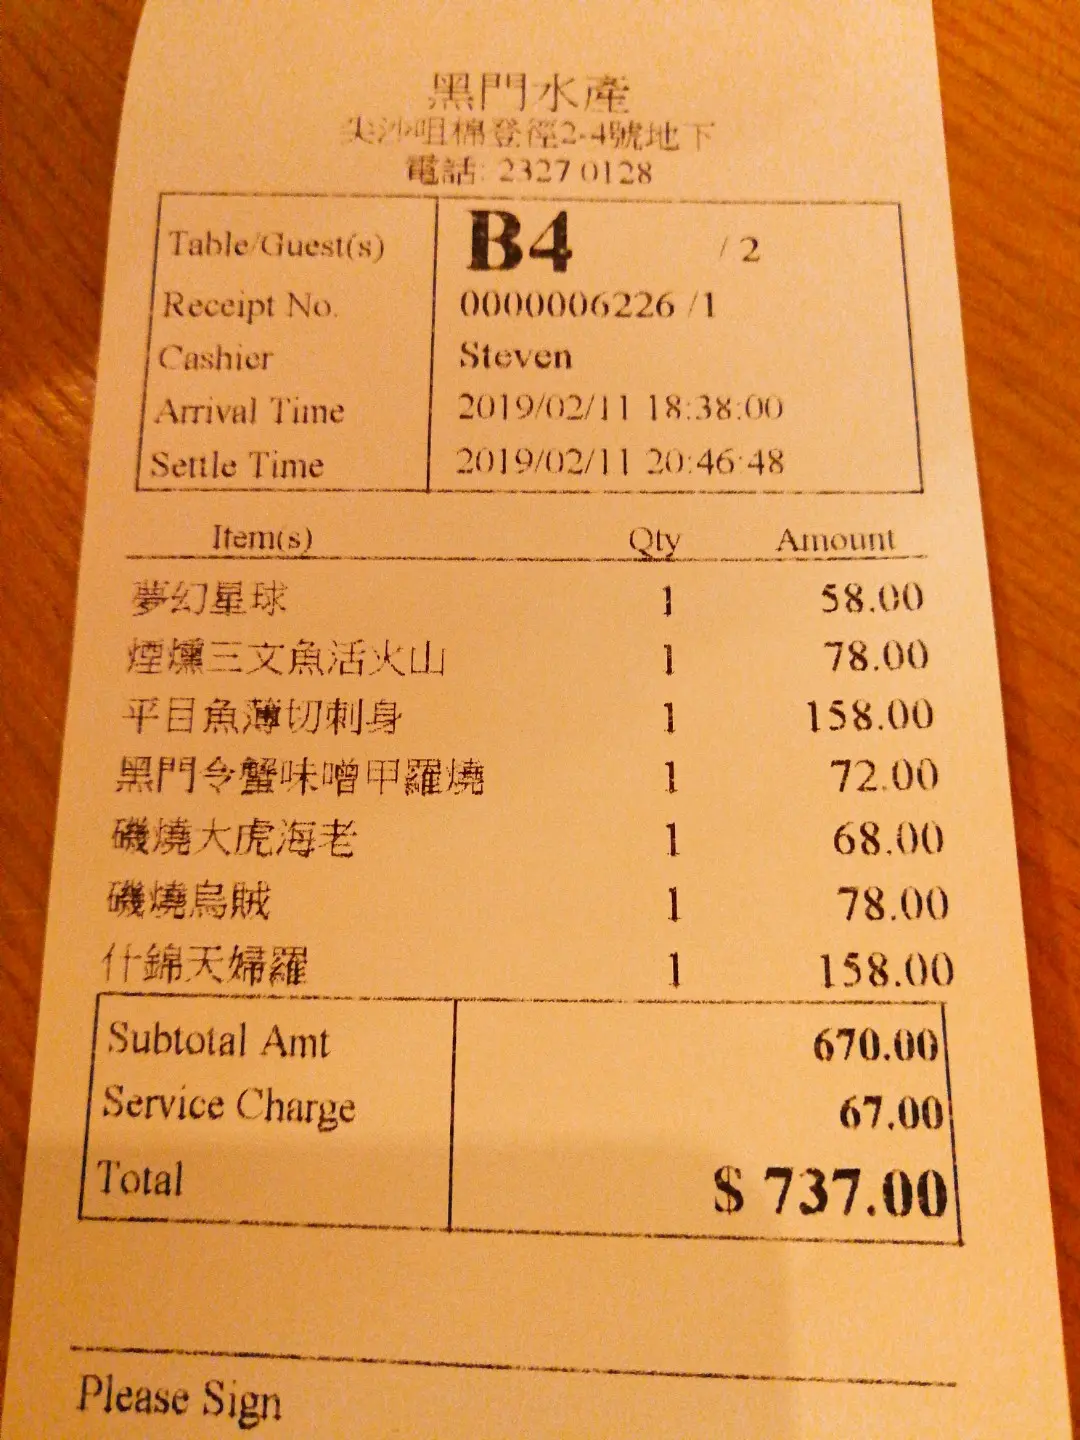 黑門水產
尖沙咀棉登徑2-4號地下
電話: 2327 0128
Table/Guest(s) B4 / 2
Receipt No. 0000006226 /1
Cashier Steven
Arrival Time 2019/02/11 18:38:00
Settle Time 2019/02/11 20:46:48
Item(s) Qty Amount
夢幻星球 1 58.00
煙燻三文魚活火山 1 78.00
平目魚薄切刺身 1 158.00
黑門令蟹味噌甲羅燒 1 72.00
磯燒大虎海老 1 68.00
磯燒烏賊 1 78.00
什錦天婦羅 1 158.00
Subtotal Amt 670.00
Service Charge 67.00
Total $ 737.00
Please Sign